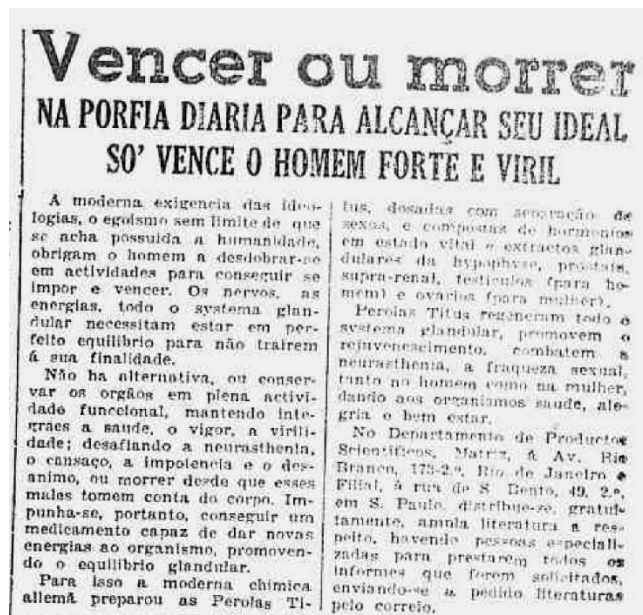 Vencer ou morrer
NA PORFIA DIARIA PARA ALCANÇAR SEU IDEAL
SO' VENCE O HOMEM FORTE E VIRIL
A moderna exigencia das ideo-
logias, o egoismo sem limite de que
se acha possuida a humanidade,
obrigam o homem a desdobrar-se
em actividades para conseguir se
impor e vencer. Os nervos, as
energias, todo o systema glan-
dular necessitam estar em per-
feito equilibrio para não trairem
á sua finalidade.
Não ha alternativa, ou conser-
var os orgãos em plena activi-
dade funccional, mantendo inte-
graes a saude, o vigor, a virili-
dade; desafiando a neurasthenia,
o cansaço, a impotencia e o des-
animo, ou morrer desde que esses
males tomem conta do corpo. Im-
punha-se, portanto, conseguir um
medicamento capaz de dar novas
energias ao organismo, promoven-
do o equilibrio glandular.
Para isso a moderna chimica
allemã preparou as Perolas Ti-
tus, dosadas com separação de
sexos, e compostas de hormonios
em estado vital e extractos glan-
dulares da hypophyse, prostata,
supra-renal, testiculos (para ho-
mem) e ovarios (para mulher).
Perolas Titus regeneram todo o
systema glandular, promovem o
rejuvenescimento, combatem a
neurasthenia, a fraqueza sexual,
tanto no homem como na mulher,
dando aos organismos saude, ale-
gria e bem estar.
No Departamento de Productos
Scientificos, Matriz, á Av. Rio
Branco, 173-2.º, Rio de Janeiro e
Filial, á rua de S. Bento, 49, 2.º,
em S. Paulo, distribue-se, gratui-
tamente, ampla literatura a res-
peito, havendo pessoas especiali-
zadas para prestarem todos os
informes que forem solicitados,
enviando-se a pedido literaturas
pelo correio.